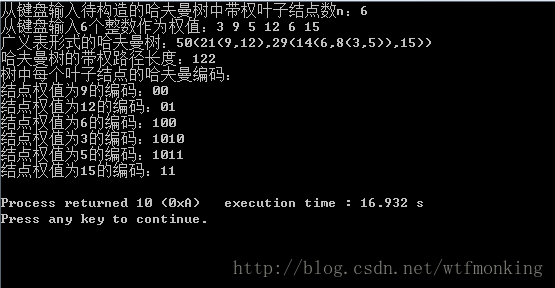 从键盘输入待构造的哈夫曼树中带权叶子结点数n：6
从键盘输入6个整数作为权值：3 9 5 12 6 15
广义表形式的哈夫曼树：50(21(9,12),29(14(6,8(3,5)),15))
哈夫曼树的带权路径长度：122
树中每个叶子结点的哈夫曼编码：
结点权值为9的编码：00
结点权值为12的编码：01
结点权值为6的编码：100
结点权值为3的编码：1010
结点权值为5的编码：1011
结点权值为15的编码：11
Process returned 10 (0xA)   execution time : 16.932 s
Press any key to continue.
http://blog.csdn.net/wtfmonking